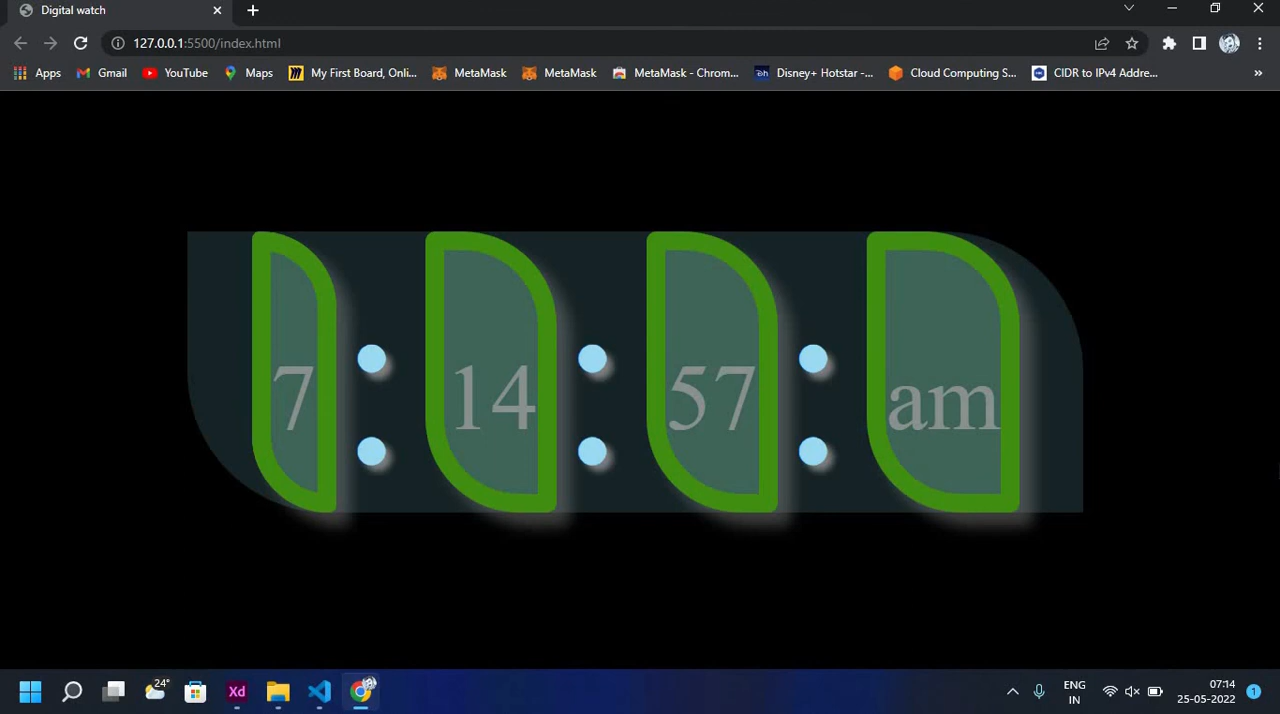 Digital watch
127.0.0.1:5500/index.html
Apps Gmail YouTube Maps My First Board, Onli... MetaMask MetaMask MetaMask - Chrom... Disney+ Hotstar -... Cloud Computing S... CIDR to IPv4 Addre... »
7 : 14 : 57 : am
24°
Xd
ENG
IN
07:14
25-05-2022
1